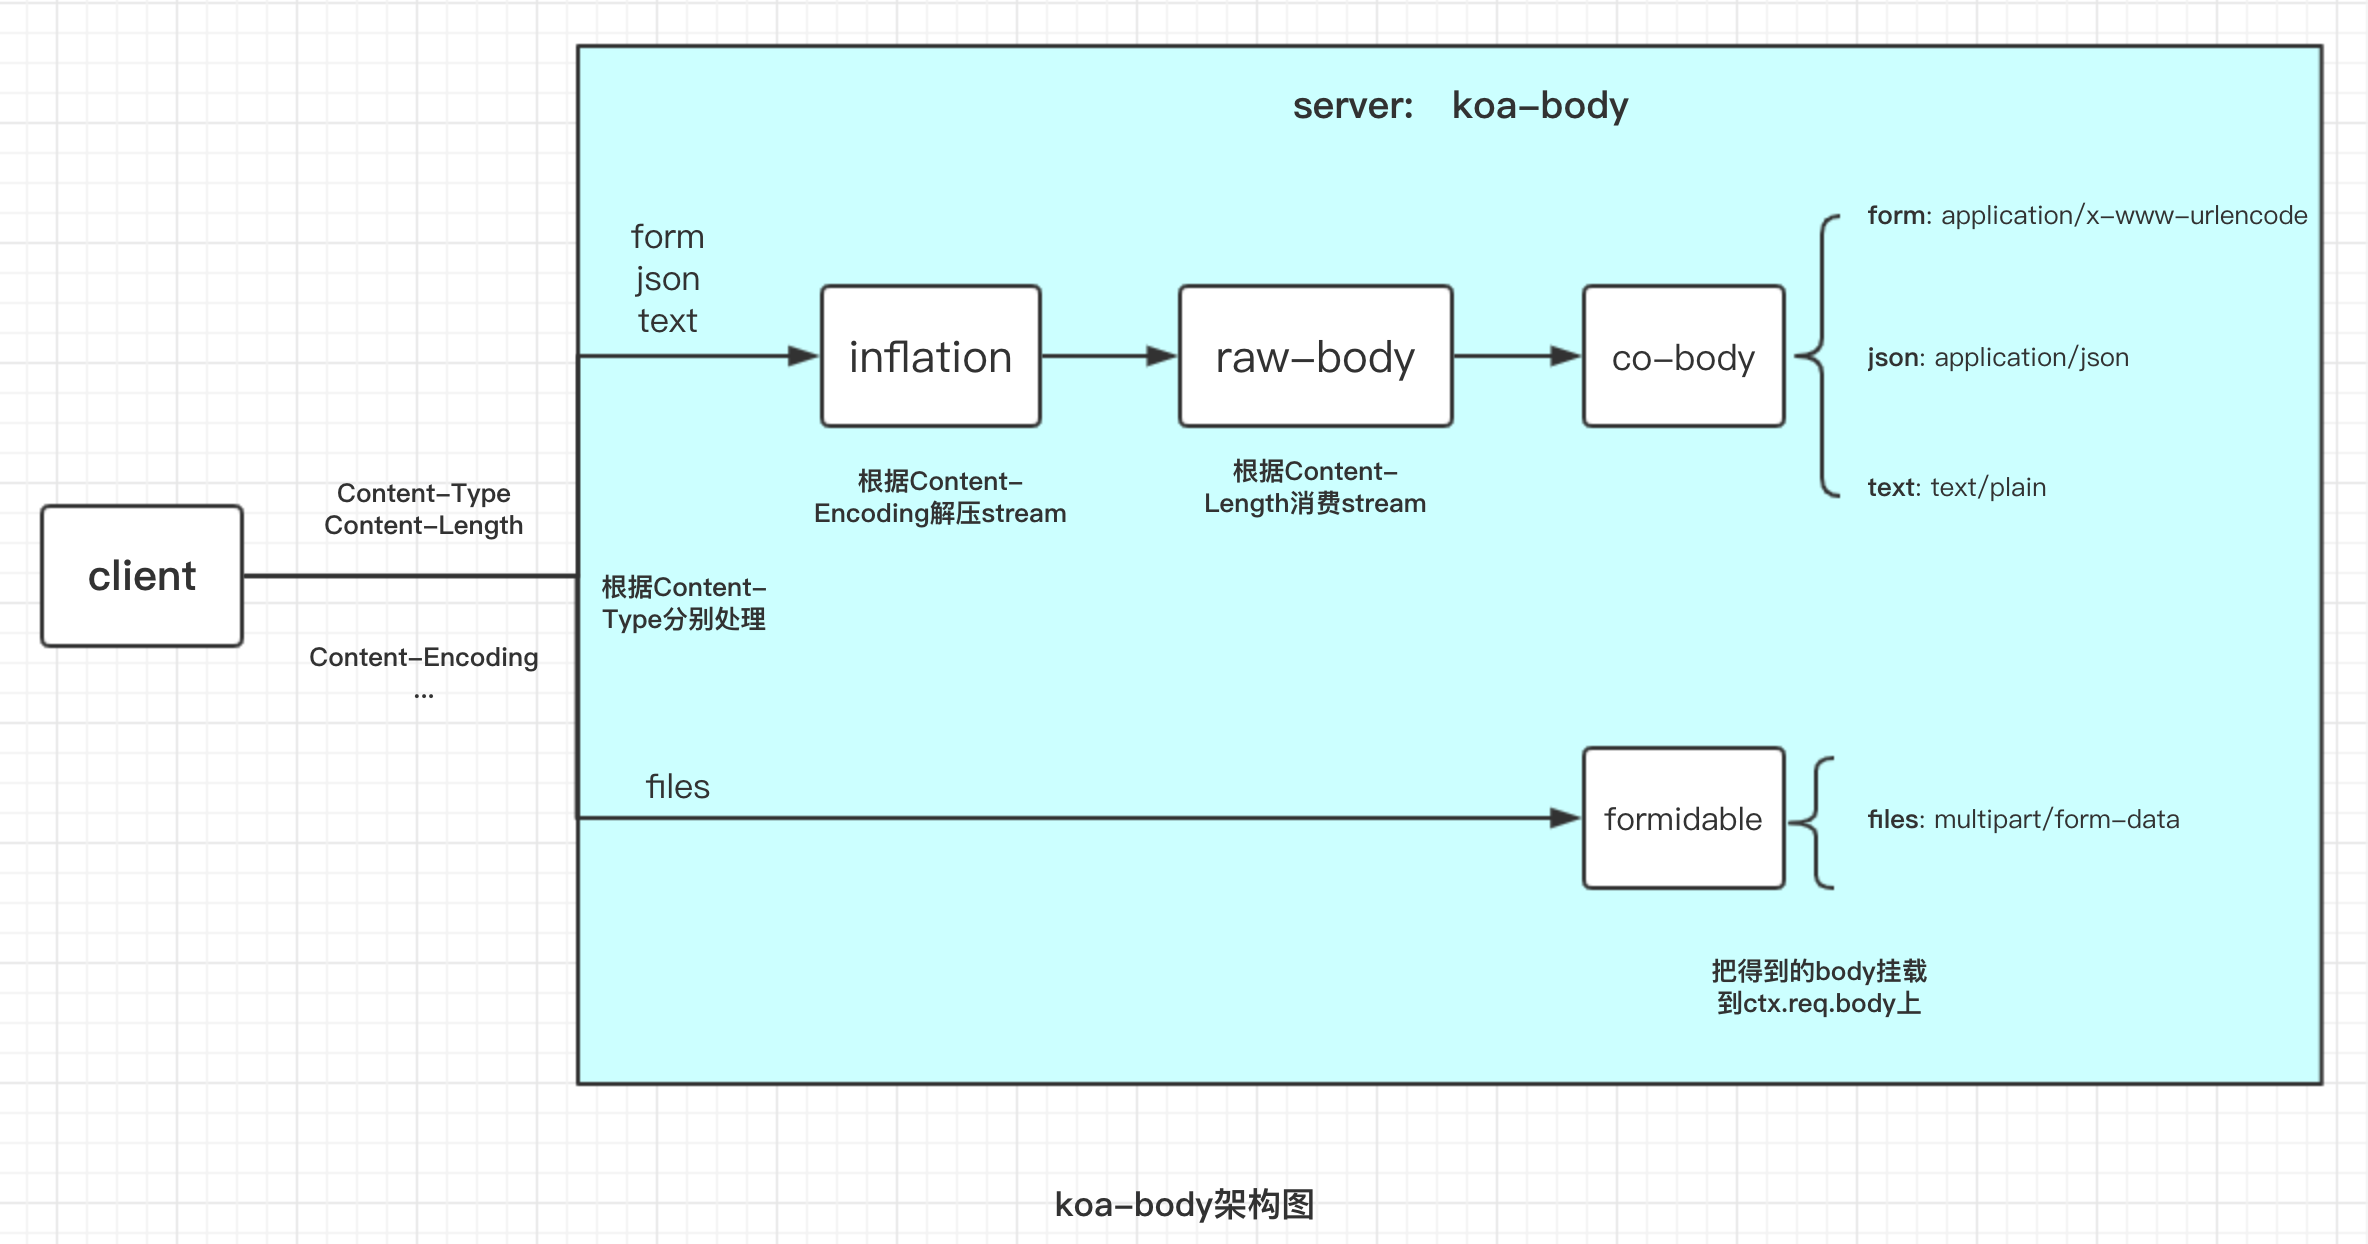 server: koa-body
form
json
text
inflation
raw-body
co-body
form: application/x-www-urlencode
json: application/json
text: text/plain
根据Content-
Encoding解压stream
根据Content-
Length消费stream
Content-Type
Content-Length
client
Content-Encoding
...
根据Content-
Type分别处理
files
formidable
files: multipart/form-data
把得到的body挂载
到ctx.req.body上
koa-body架构图